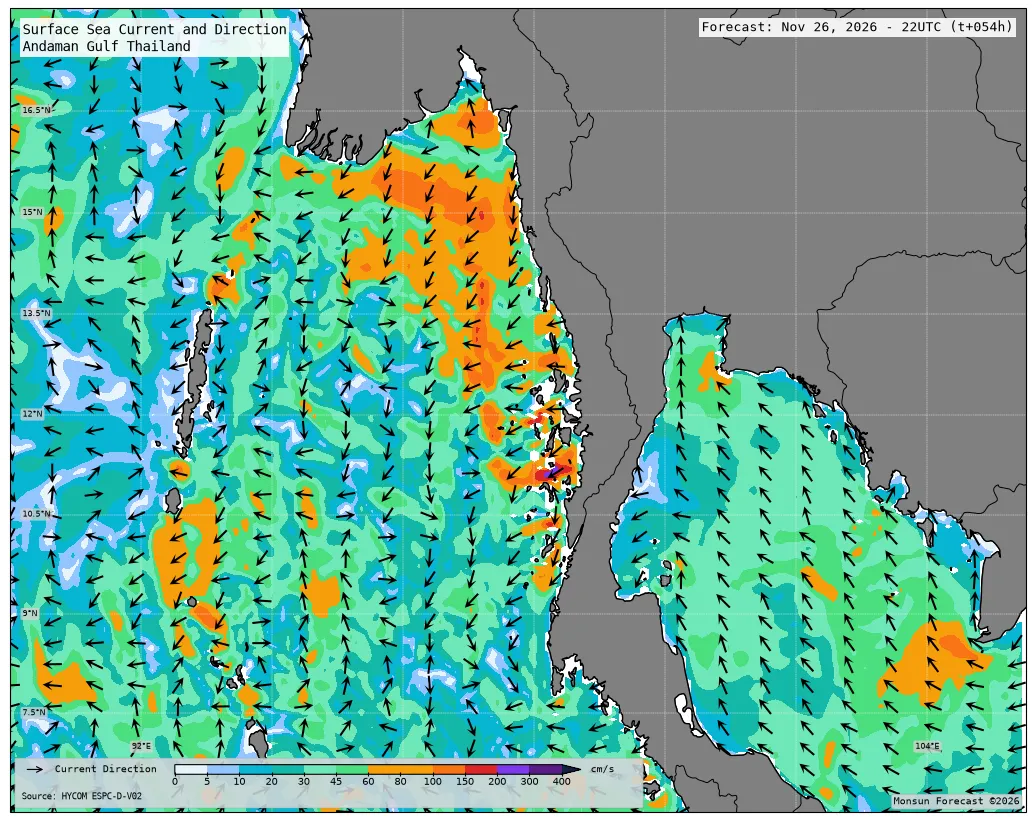 Surface Sea Current and Direction
Andaman Gulf Thailand
Forecast: Nov 26, 2026 - 22UTC (t+054h)
16.5°N
15°N
13.5°N
12°N
10.5°N
9°N
7.5°N
92°E
104°E
Current Direction
0 5 10 20 30 45 60 80 100 150 200 300 400 cm/s
Source: HYCOM ESPC-D-V02
Monsun Forecast ©2026